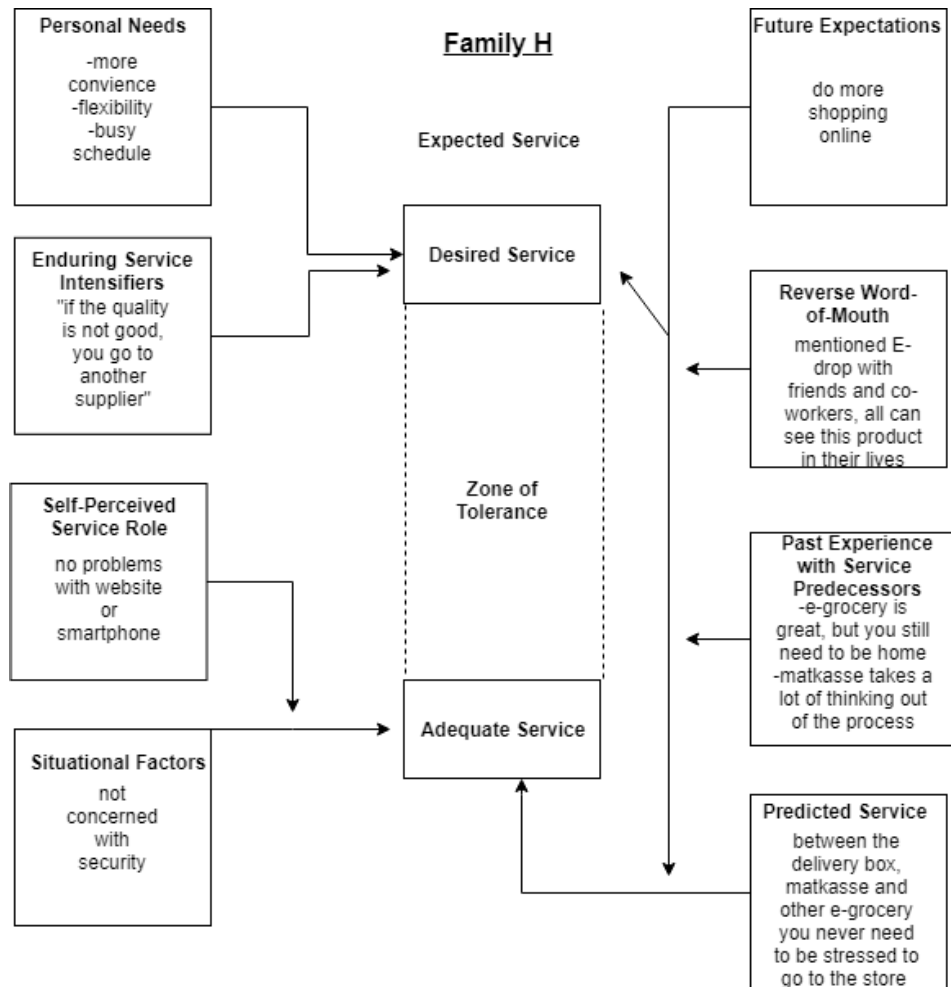 Family H
Personal Needs
-more
convience
-flexibility
-busy
schedule
Enduring Service
Intensifiers
"if the quality
is not good,
you go to
another
supplier"
Self-Perceived
Service Role
no problems
with website
or
smartphone
Situational Factors
not
concerned
with
security
Expected Service
Desired Service
Zone of
Tolerance
Adequate Service
Future Expectations
do more
shopping
online
Reverse Word-
of-Mouth
mentioned E-
drop with
friends and co-
workers, all can
see this product
in their lives
Past Experience
with Service
Predecessors
-e-grocery is
great, but you still
need to be home
-matkasse takes a
lot of thinking out
of the process
Predicted Service
between the
delivery box,
matkasse and
other e-grocery
you never need
to be stressed to
go to the store